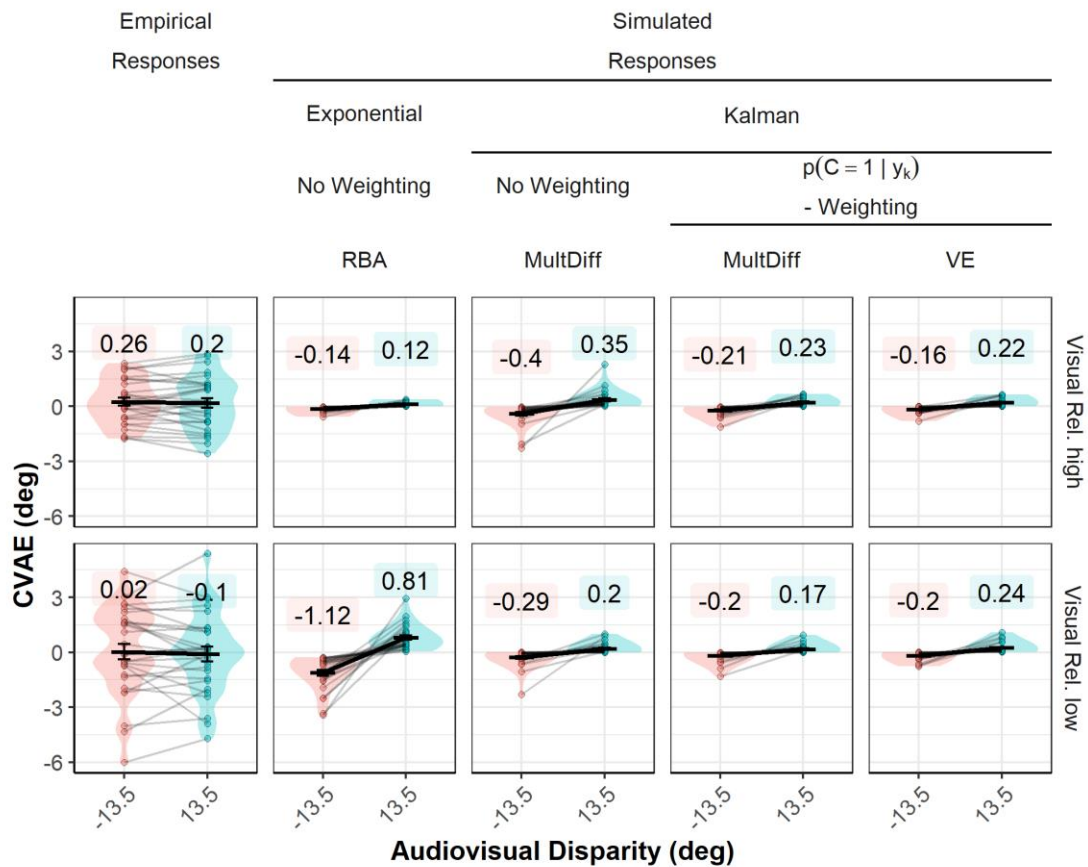 Empirical
Responses
Simulated
Responses
Exponential
Kalman
No Weighting
No Weighting
p(C = 1 | yₖ)
- Weighting
RBA
MultDiff
MultDiff
VE
CVAE (deg)
3
0
-3
-6
0.26
0.2
-0.14
0.12
-0.4
0.35
-0.21
0.23
-0.16
0.22
Visual Rel. high
3
0
-3
-6
0.02
-0.1
-1.12
0.81
-0.29
0.2
-0.2
0.17
-0.2
0.24
Visual Rel. low
-13.5
13.5
-13.5
13.5
-13.5
13.5
-13.5
13.5
-13.5
13.5
Audiovisual Disparity (deg)